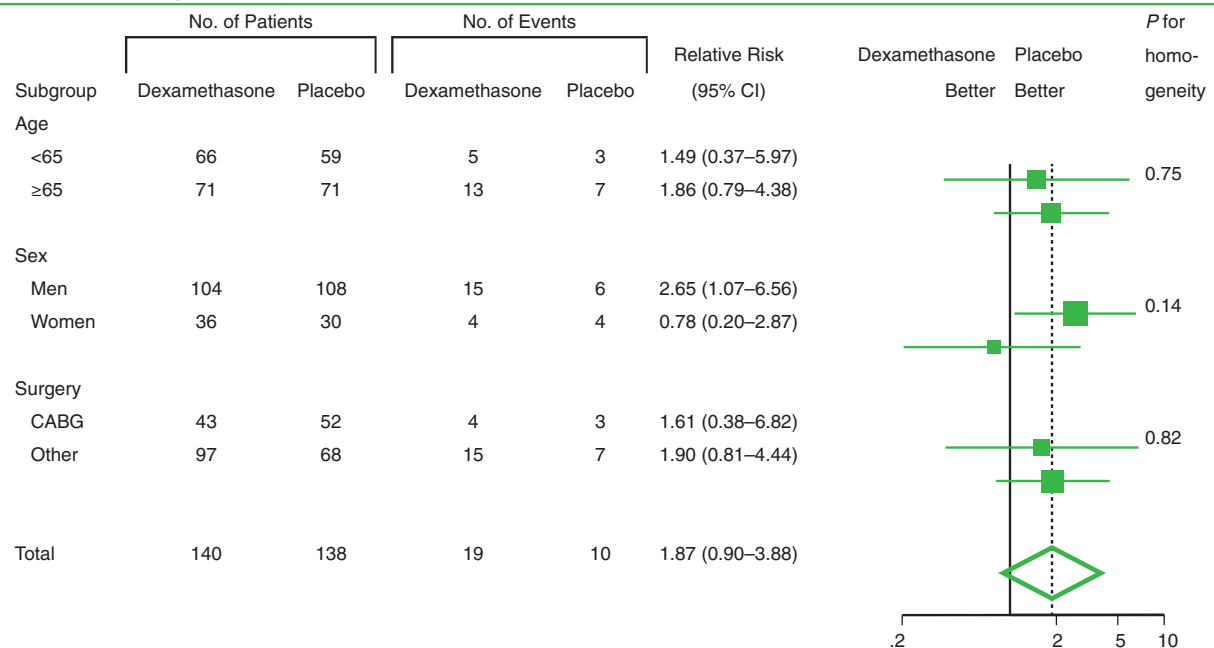 No. of Patients No. of Events P for
Relative Risk Dexamethasone Placebo homo-
Subgroup Dexamethasone Placebo Dexamethasone Placebo (95% CI) Better Better geneity
Age
<65 66 59 5 3 1.49 (0.37–5.97)
0.75
≥65 71 71 13 7 1.86 (0.79–4.38)
Sex
Men 104 108 15 6 2.65 (1.07–6.56)
0.14
Women 36 30 4 4 0.78 (0.20–2.87)
Surgery
CABG 43 52 4 3 1.61 (0.38–6.82)
0.82
Other 97 68 15 7 1.90 (0.81–4.44)
Total 140 138 19 10 1.87 (0.90–3.88)
.2 2 5 10